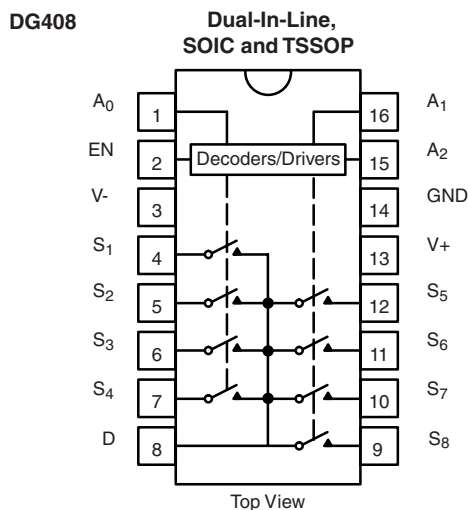 DG408
Dual-In-Line,
SOIC and TSSOP
A0 1 16 A1
EN 2 Decoders/Drivers 15 A2
V- 3 14 GND
S1 4 13 V+
S2 5 12 S5
S3 6 11 S6
S4 7 10 S7
D 8 9 S8
Top View